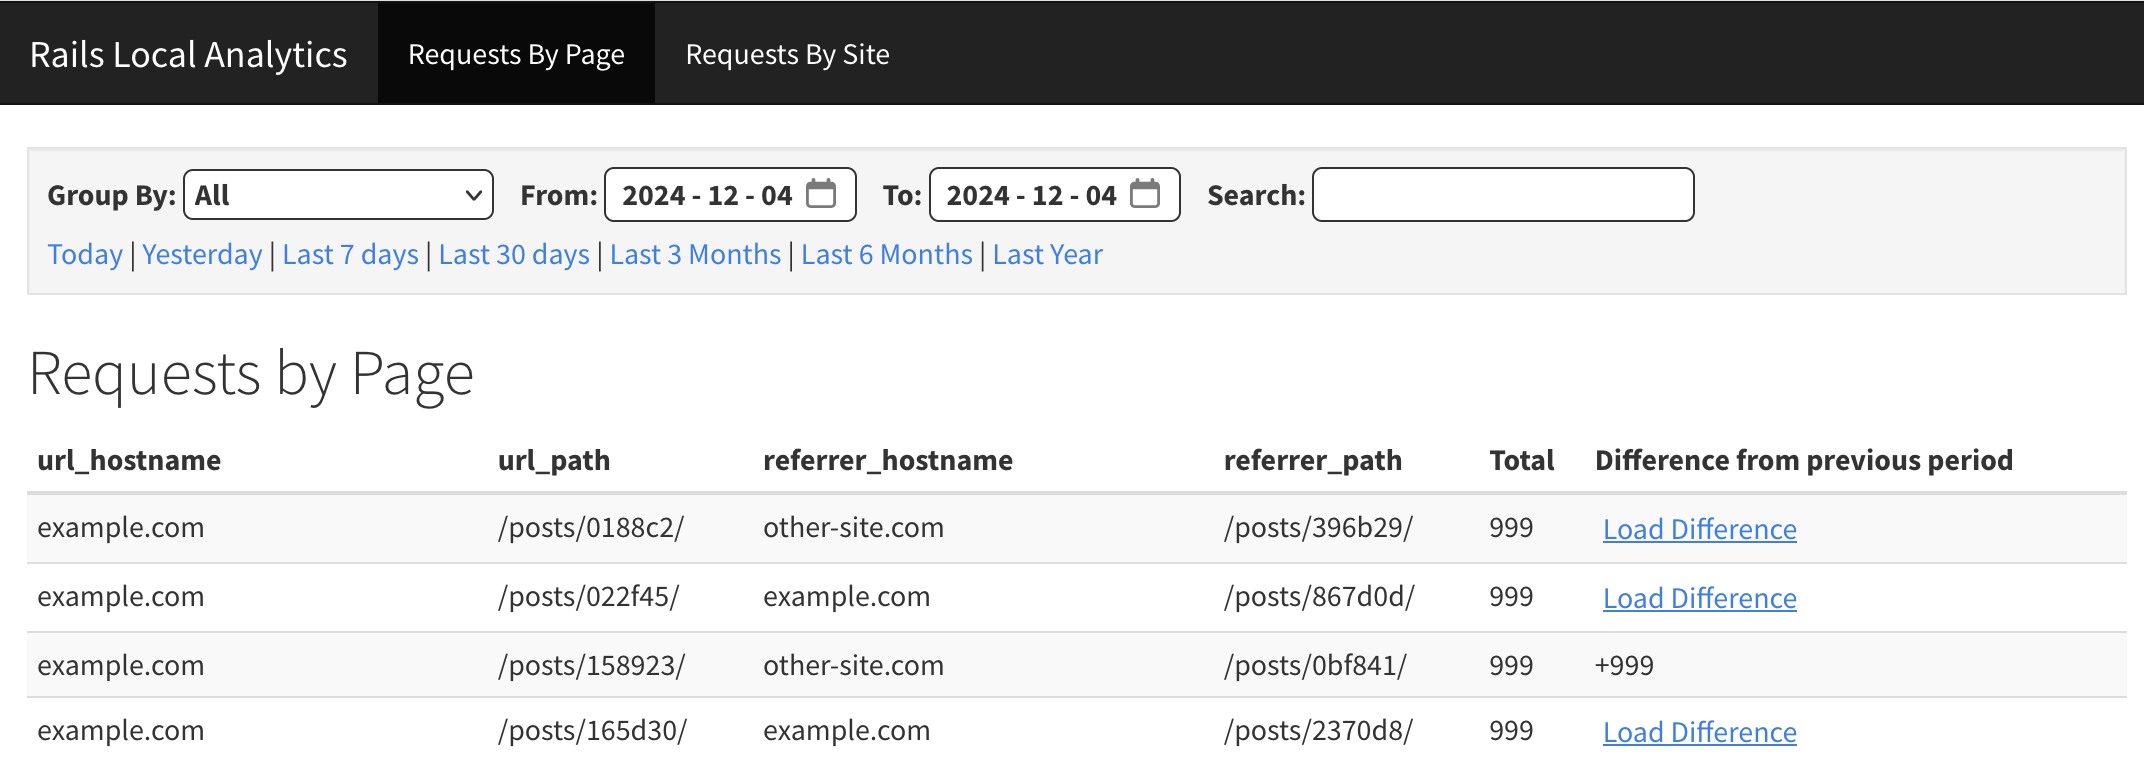 Rails Local Analytics Requests By Page Requests By Site
Group By: All From: 2024 - 12 - 04 To: 2024 - 12 - 04 Search:
Today | Yesterday | Last 7 days | Last 30 days | Last 3 Months | Last 6 Months | Last Year
Requests by Page
url_hostname url_path referrer_hostname referrer_path Total Difference from previous period
example.com /posts/0188c2/ other-site.com /posts/396b29/ 999 Load Difference
example.com /posts/022f45/ example.com /posts/867d0d/ 999 Load Difference
example.com /posts/158923/ other-site.com /posts/0bf841/ 999 +999
example.com /posts/165d30/ example.com /posts/2370d8/ 999 Load Difference